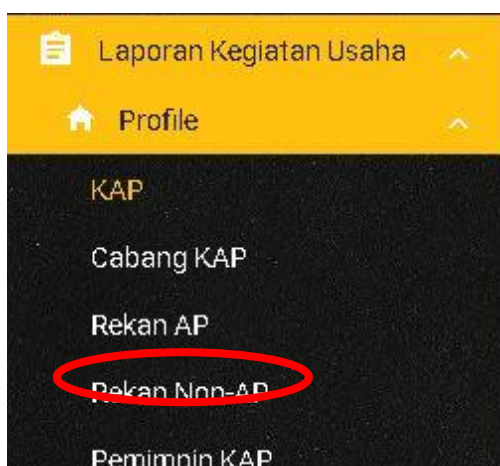 Laporan Kegiatan Usaha
Profile
KAP
Cabang KAP
Rekan AP
Rekan Non-AP
Pemimpin KAP